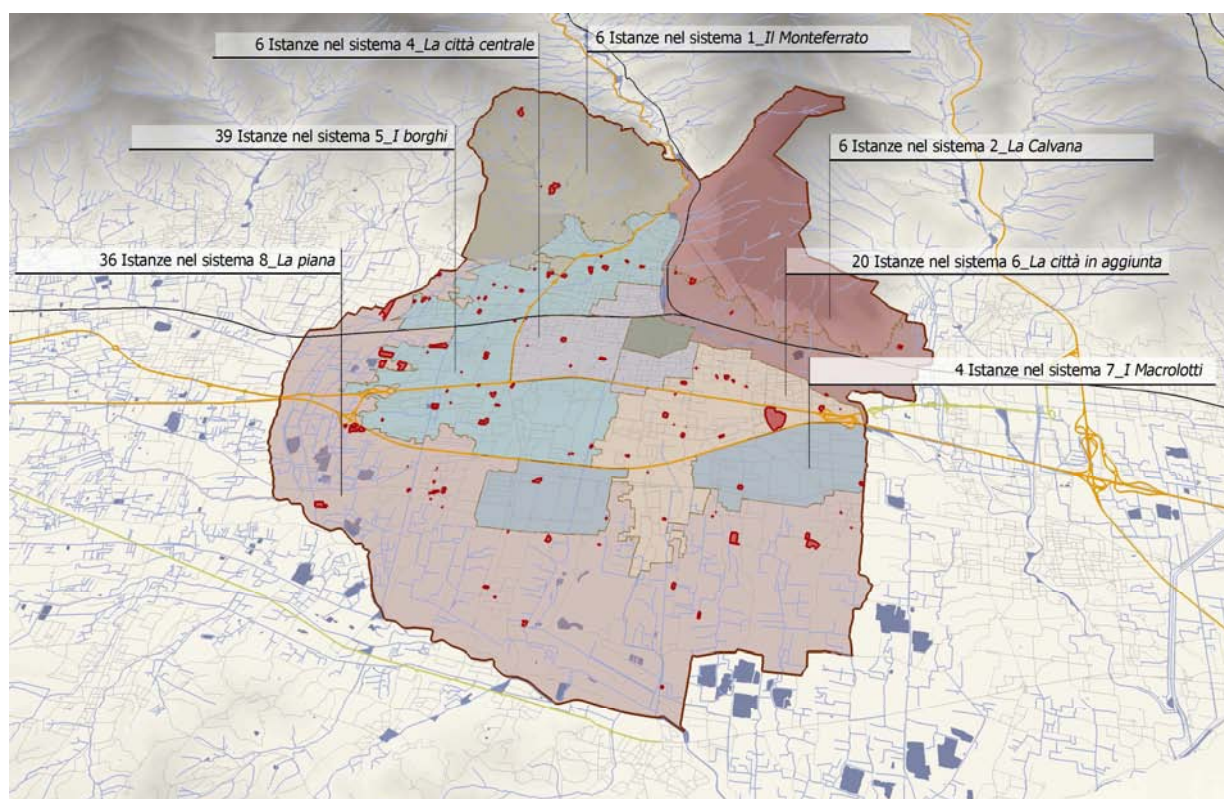 6 Istanze nel sistema 4_La città centrale
6 Istanze nel sistema 1_Il Monteferrato
39 Istanze nel sistema 5_I borghi
6 Istanze nel sistema 2_La Calvana
36 Istanze nel sistema 8_La piana
20 Istanze nel sistema 6_La città in aggiunta
4 Istanze nel sistema 7_I Macrolotti